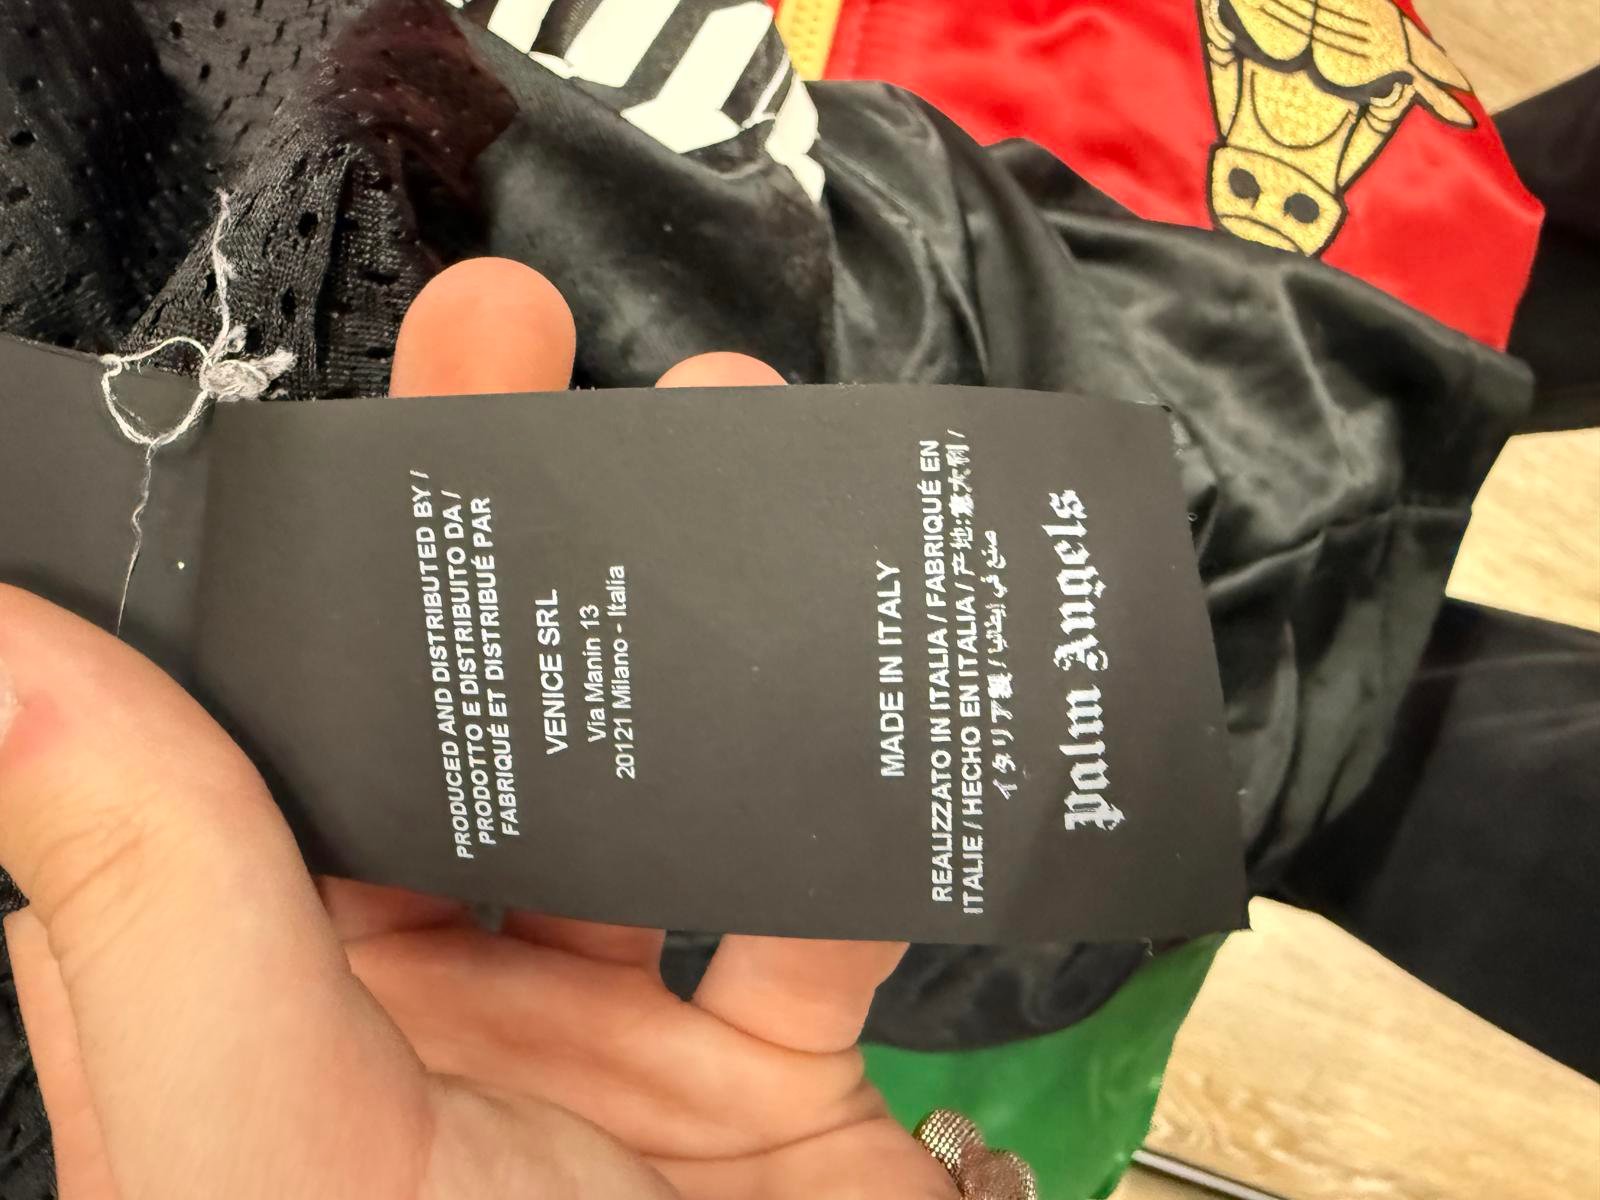 PRODUCED AND DISTRIBUTED BY /
PRODOTTO E DISTRIBUITO DA /
FABRIQUÉ ET DISTRIBUÉ PAR
VENICE SRL
Via Manin 13
20121 Milano - Italia
MADE IN ITALY
REALIZZATO IN ITALIA / FABRIQUÉ EN
ITALIE / HECHO EN ITALIA / 产地:意大利 /
イタリア製 / صنع في إيطاليا
Palm Angels